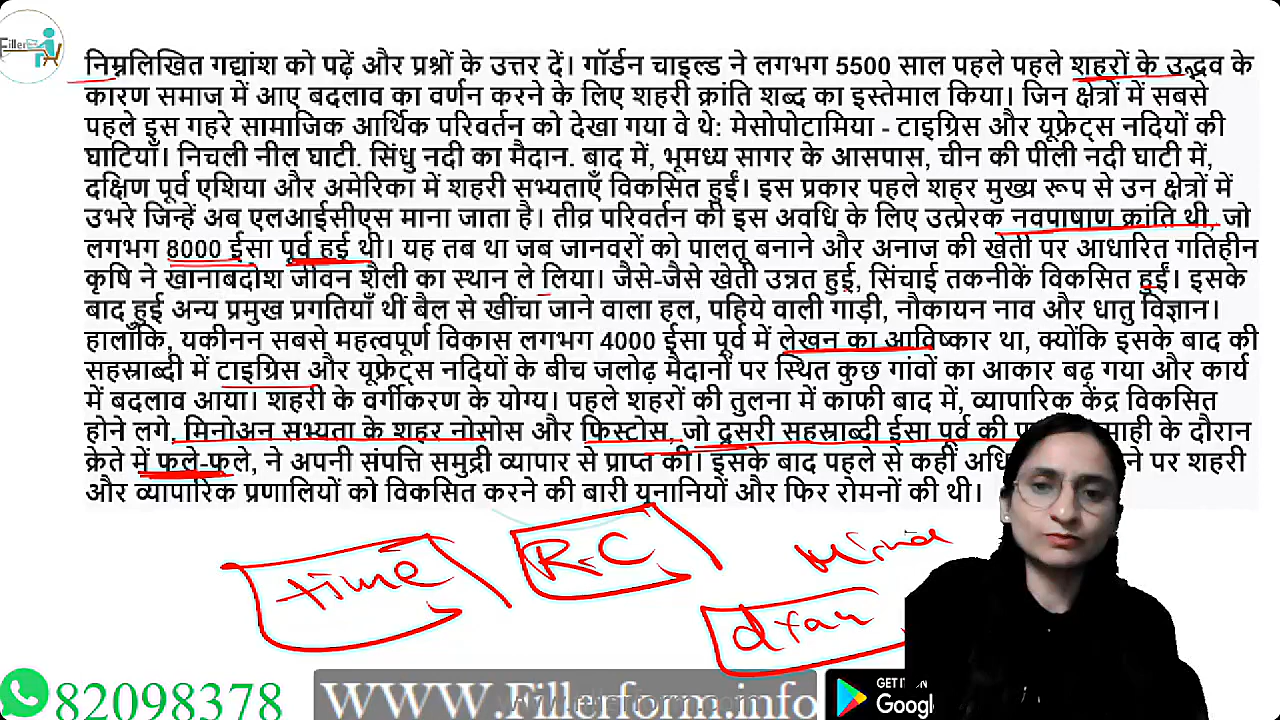 Filler
निम्नलिखित गद्यांश को पढ़ें और प्रश्नों के उत्तर दें। गॉर्डन चाइल्ड ने लगभग 5500 साल पहले पहले शहरों के उद्भव के
कारण समाज में आए बदलाव का वर्णन करने के लिए शहरी क्रांति शब्द का इस्तेमाल किया। जिन क्षेत्रों में सबसे
पहले इस गहरे सामाजिक आर्थिक परिवर्तन को देखा गया वे थे: मेसोपोटामिया - टाइग्रिस और यूफ्रेट्स नदियों की
घाटियाँ। निचली नील घाटी. सिंधु नदी का मैदान. बाद में, भूमध्य सागर के आसपास, चीन की पीली नदी घाटी में,
दक्षिण पूर्व एशिया और अमेरिका में शहरी सभ्यताएँ विकसित हुईं। इस प्रकार पहले शहर मुख्य रूप से उन क्षेत्रों में
उभरे जिन्हें अब एलआईसीएस माना जाता है। तीव्र परिवर्तन की इस अवधि के लिए उत्प्रेरक नवपाषाण क्रांति थी, जो
लगभग 8000 ईसा पूर्व हुई थी। यह तब था जब जानवरों को पालतू बनाने और अनाज की खेती पर आधारित गतिहीन
कृषि ने खानाबदोश जीवन शैली का स्थान ले लिया। जैसे-जैसे खेती उन्नत हुई, सिंचाई तकनीकें विकसित हुईं। इसके
बाद हुई अन्य प्रमुख प्रगतियाँ थीं बैल से खींचा जाने वाला हल, पहिये वाली गाड़ी, नौकायन नाव और धातु विज्ञान।
हालाँकि, यकीनन सबसे महत्वपूर्ण विकास लगभग 4000 ईसा पूर्व में लेखन का आविष्कार था, क्योंकि इसके बाद की
सहस्राब्दी में टाइग्रिस और यूफ्रेट्स नदियों के बीच जलोढ़ मैदानों पर स्थित कुछ गांवों का आकार बढ़ गया और कार्य
में बदलाव आया। शहरी के वर्गीकरण के योग्य। पहले शहरों की तुलना में काफी बाद में, व्यापारिक केंद्र विकसित
होने लगे, मिनोअन सभ्यता के शहर नोसोस और फिस्टोस, जो दूसरी सहस्राब्दी ईसा पूर्व की के दौरान
क्रेते में फले-फूले, ने अपनी संपत्ति समुद्री व्यापार से प्राप्त की। इसके बाद पहले से कहीं पर शहरी
और व्यापारिक प्रणालियों को विकसित करने की बारी यूनानियों और फिर रोमनों की थी।
time R.C
82098378 www.Fillerform.info GET IT ON Google